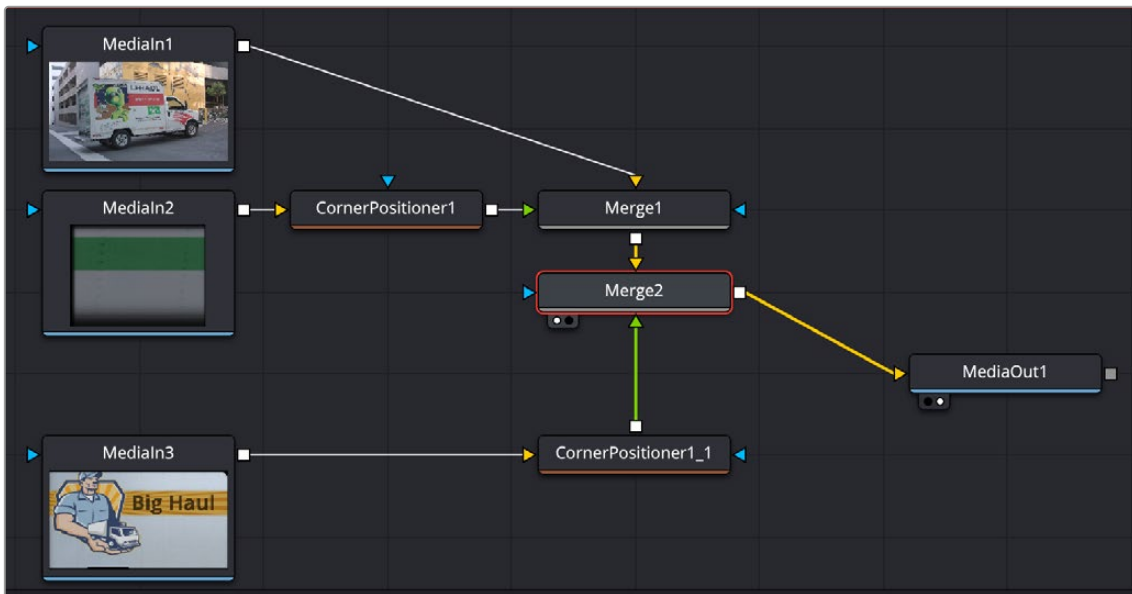 MediaIn1
MediaIn2
CornerPositioner1
Merge1
Merge2
MediaOut1
MediaIn3
CornerPositioner1_1
Big Haul